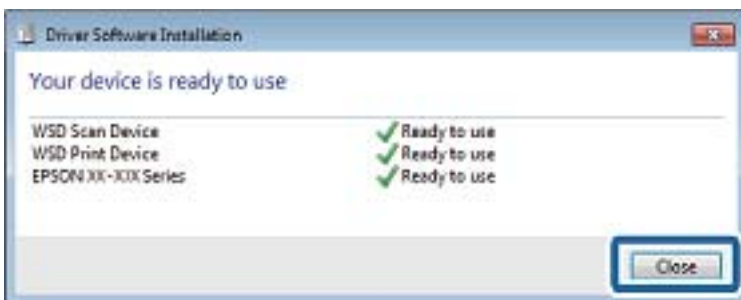 Driver Software Installation
Your device is ready to use
WSD Scan Device Ready to use
WSD Print Device Ready to use
EPSON XX-XXX Series Ready to use
Close